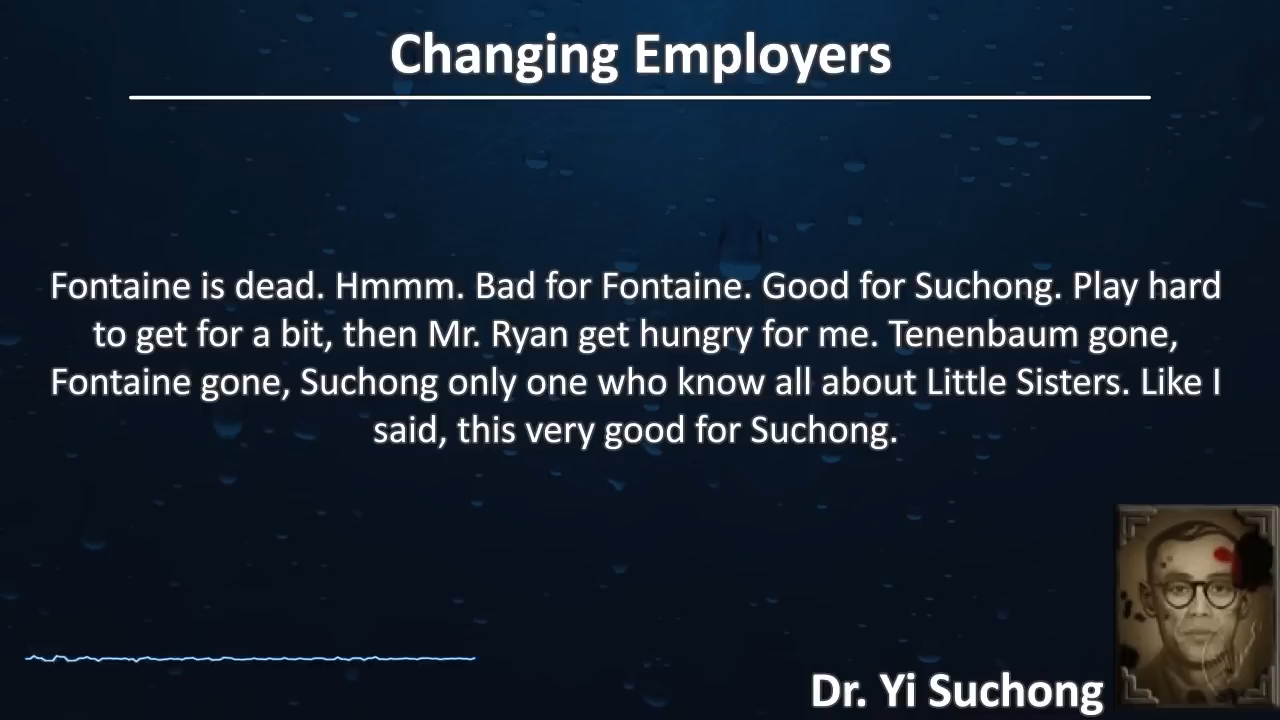 Changing Employers
Fontaine is dead. Hmmm. Bad for Fontaine. Good for Suchong. Play hard
to get for a bit, then Mr. Ryan get hungry for me. Tenenbaum gone,
Fontaine gone, Suchong only one who know all about Little Sisters. Like I
said, this very good for Suchong.
Dr. Yi Suchong